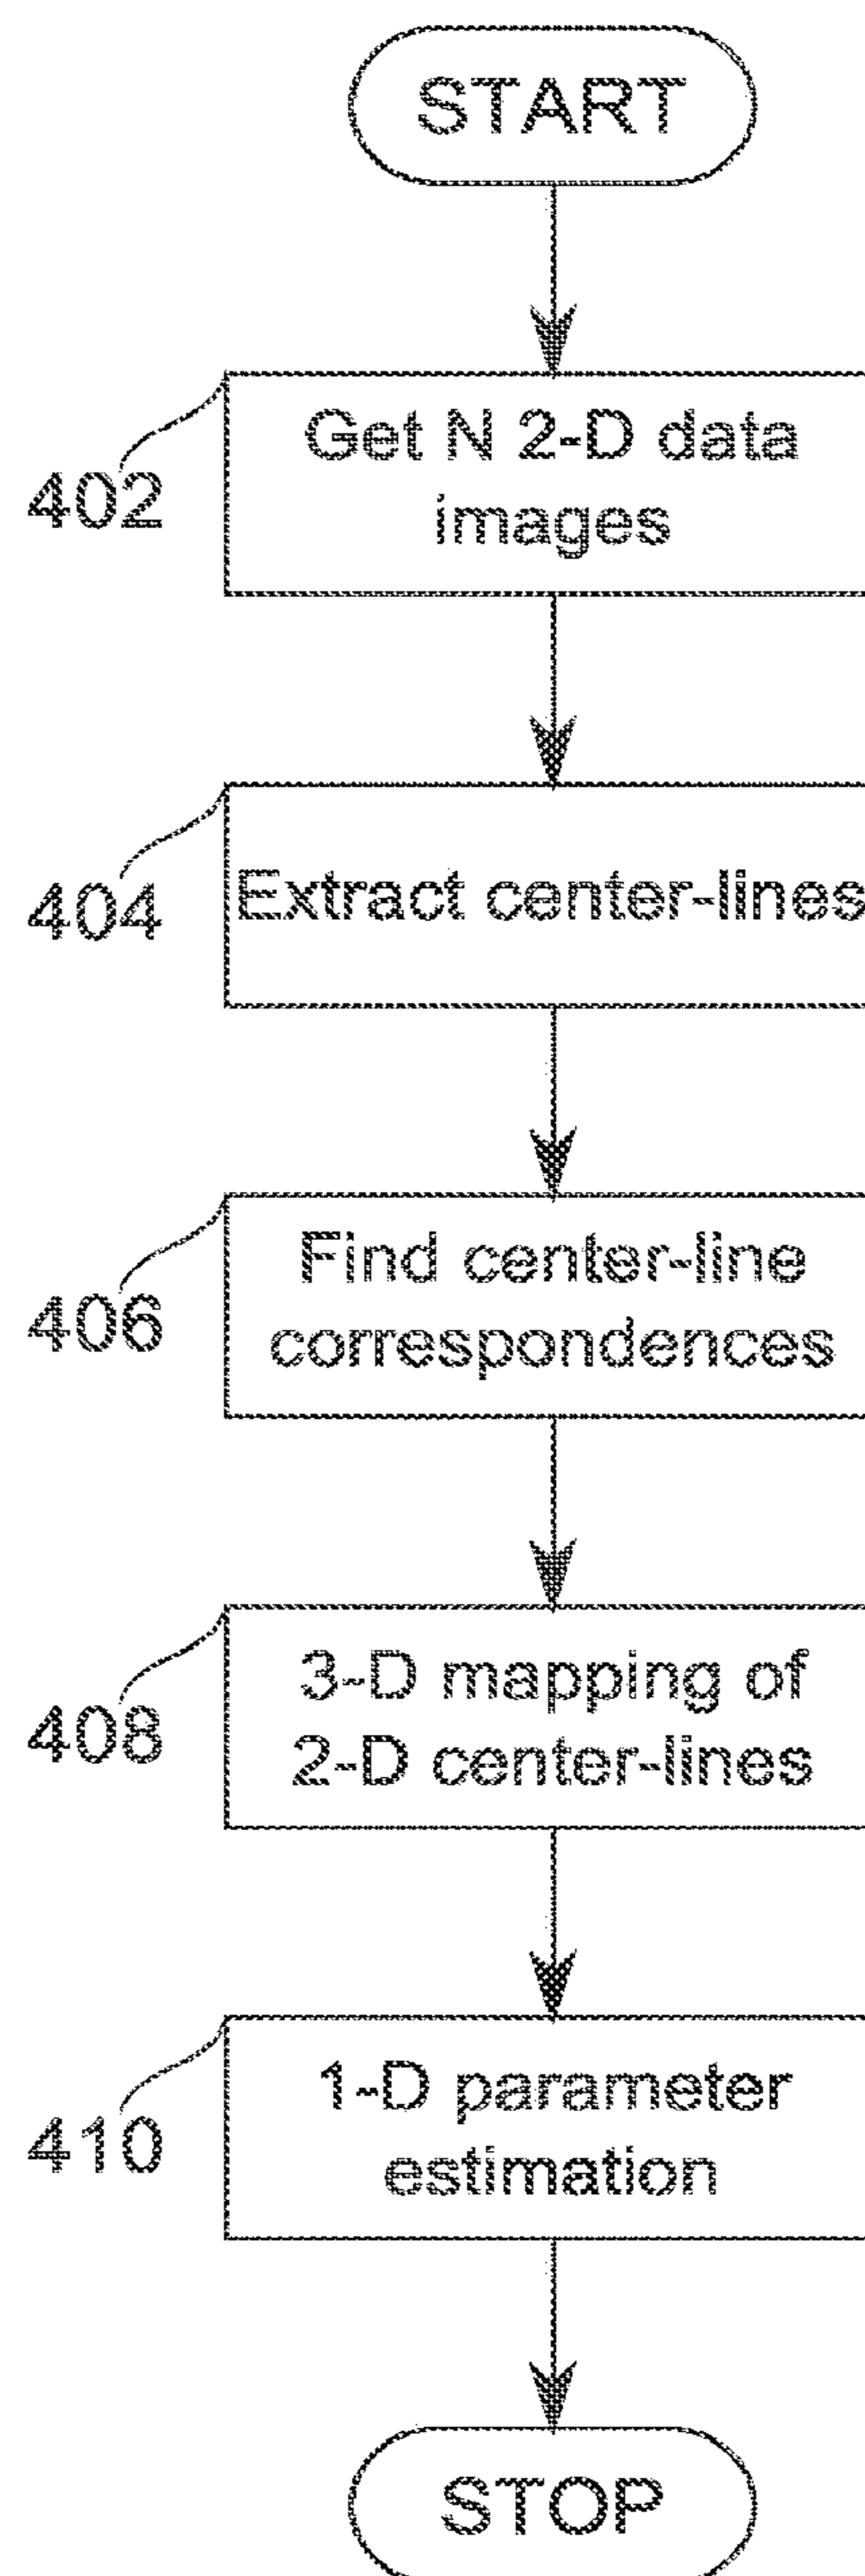 START
402
Get N 2-D data
images
404
Extract center-lines
406
Find center-line
correspondences
408
3-D mapping of
2-D center-lines
410
1-D parameter
estimation
STOP